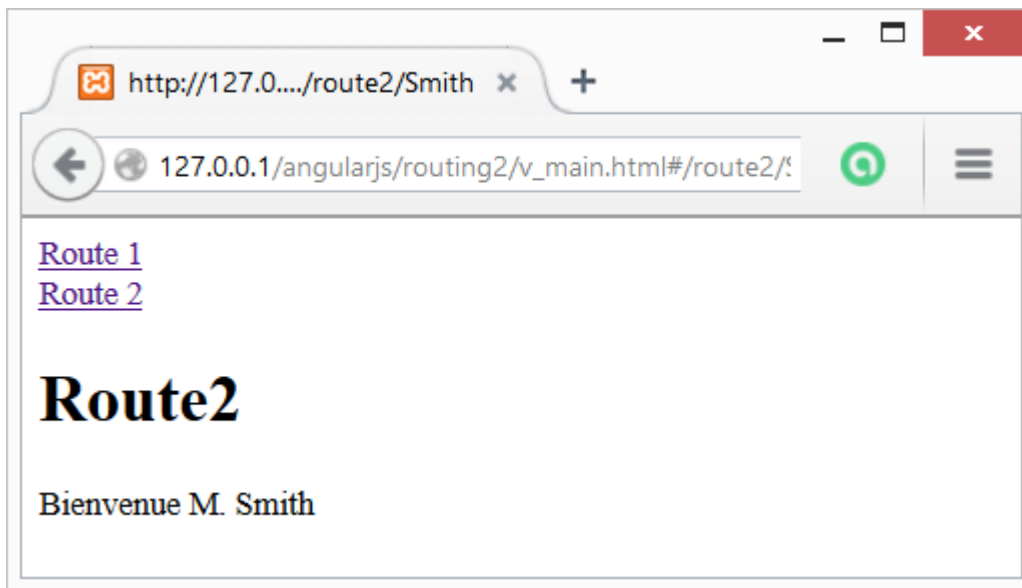 http://127.0..../route2/Smith
127.0.0.1/angularjs/routing2/v_main.html#/route2/
Route 1
Route 2
Route2
Bienvenue M. Smith